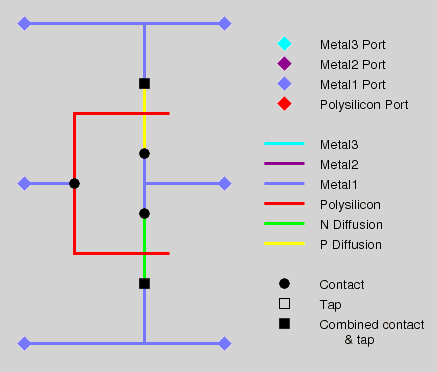 Metal3 Port
Metal2 Port
Metal1 Port
Polysilicon Port
Metal3
Metal2
Metal1
Polysilicon
N Diffusion
P Diffusion
Contact
Tap
Combined contact
& tap